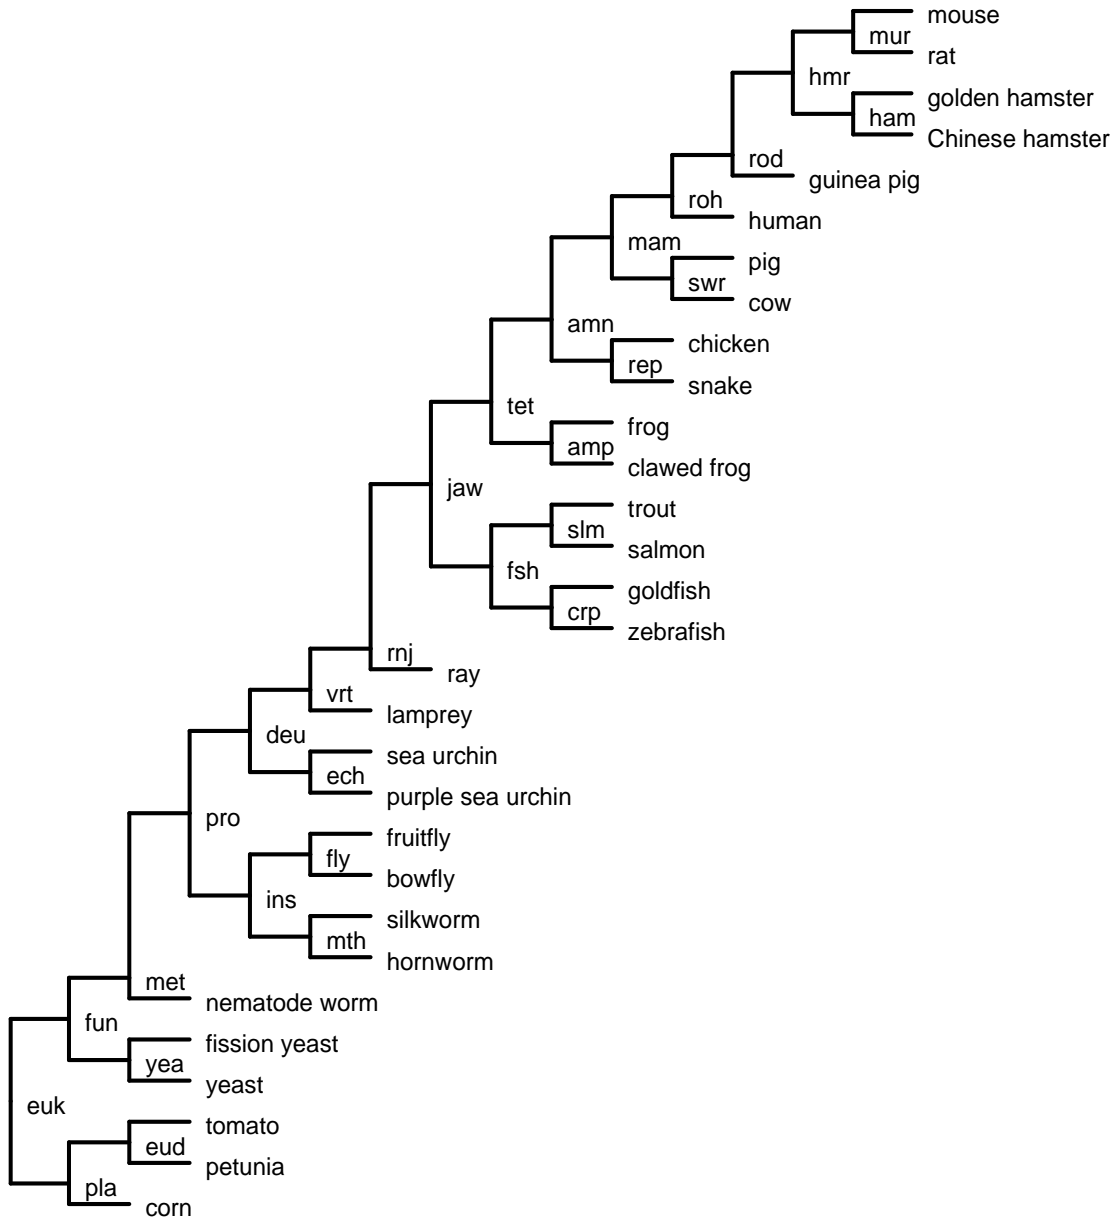 mouse
mur
rat
hmr
golden hamster
ham
Chinese hamster
rod
guinea pig
roh
human
mam
pig
swr
cow
amn
chicken
rep
snake
tet
frog
amp
clawed frog
jaw
trout
slm
salmon
fsh
goldfish
crp
zebrafish
rnj
ray
vrt
lamprey
deu
sea urchin
ech
purple sea urchin
pro
fruitfly
fly
bowfly
ins
silkworm
mth
hornworm
met
nematode worm
fun
fission yeast
yea
yeast
euk
tomato
eud
petunia
pla
corn